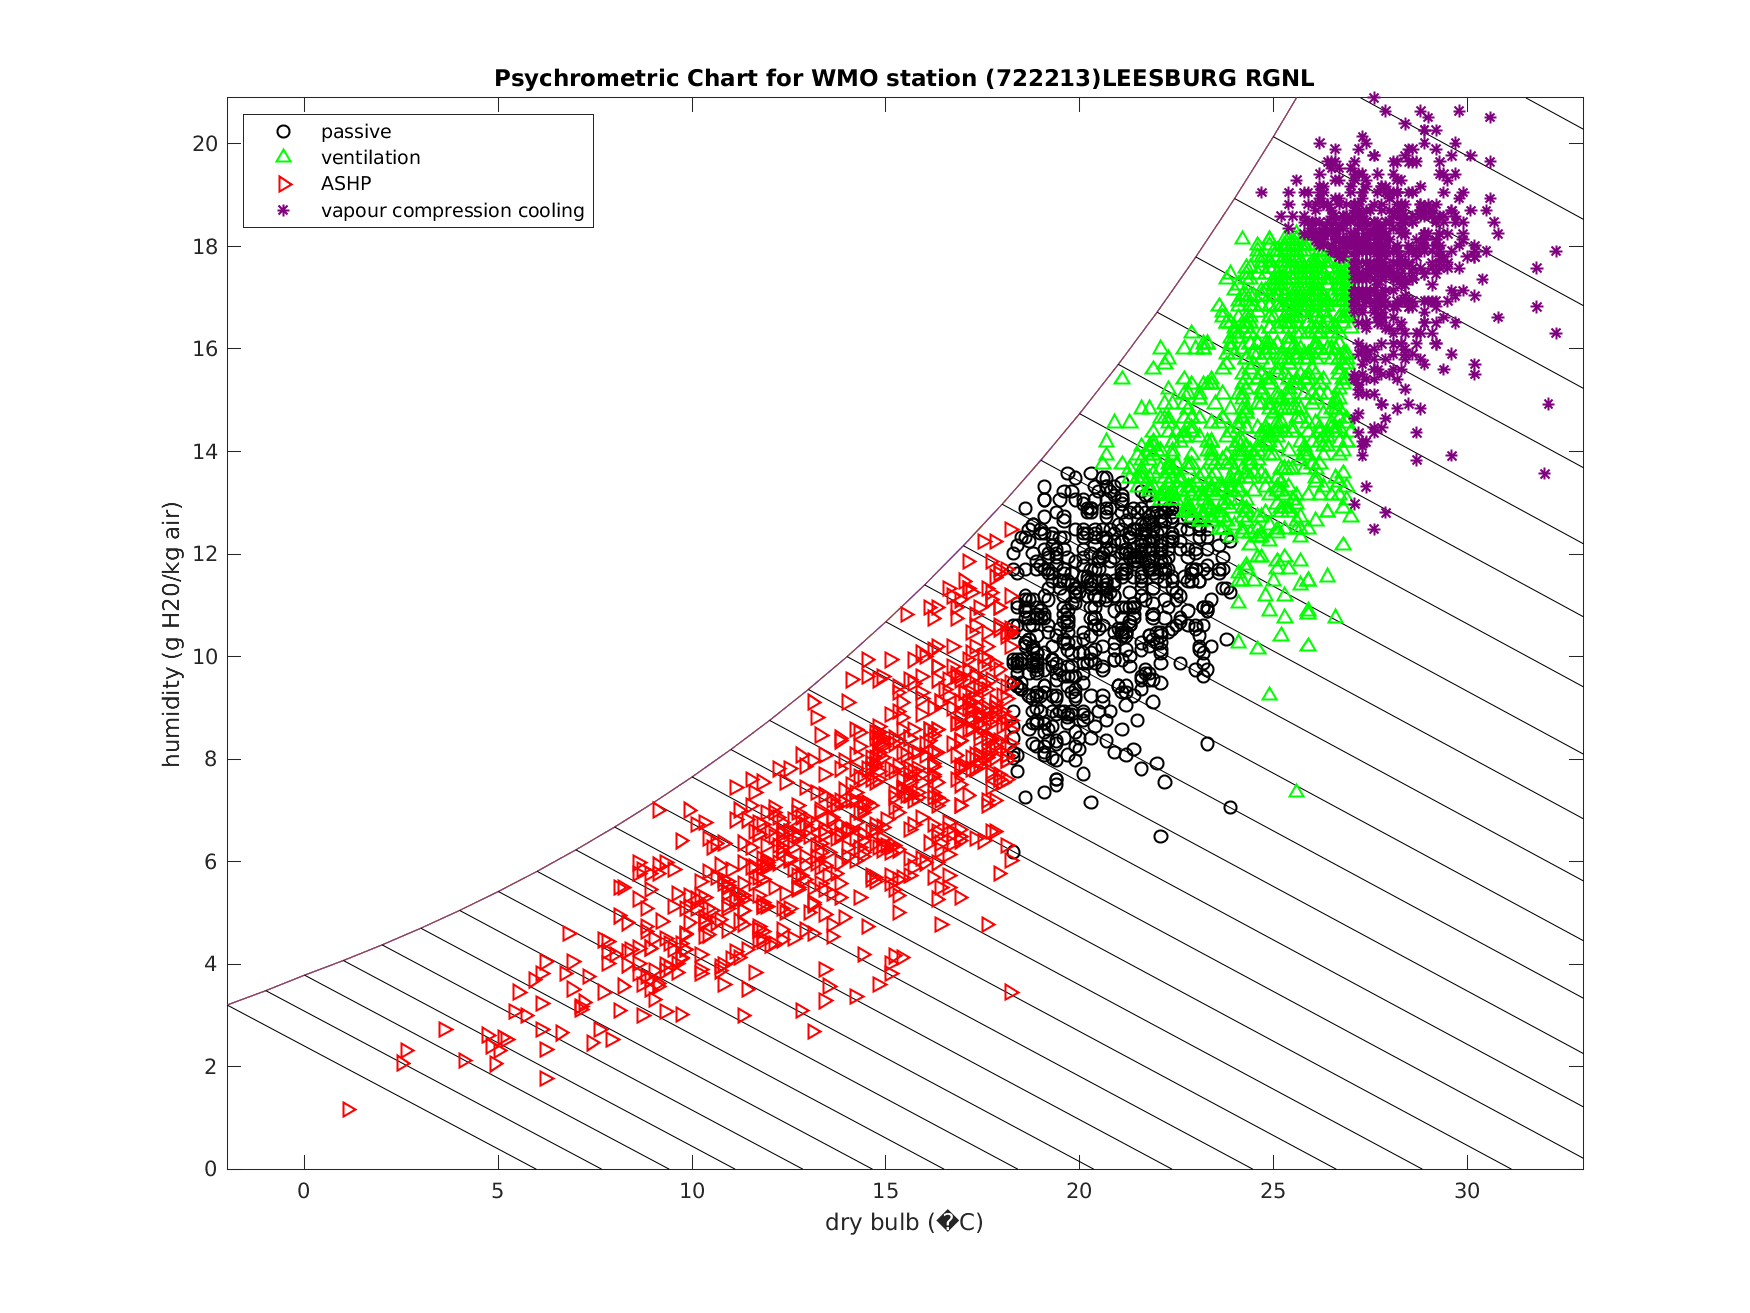 Psychrometric Chart for WMO station (722213)LEESBURG RGNL
passive
ventilation
ASHP
vapour compression cooling
20
18
16
14
12
10
8
6
4
2
0
humidity (g H20/kg air)
0 5 10 15 20 25 30
dry bulb (�C)